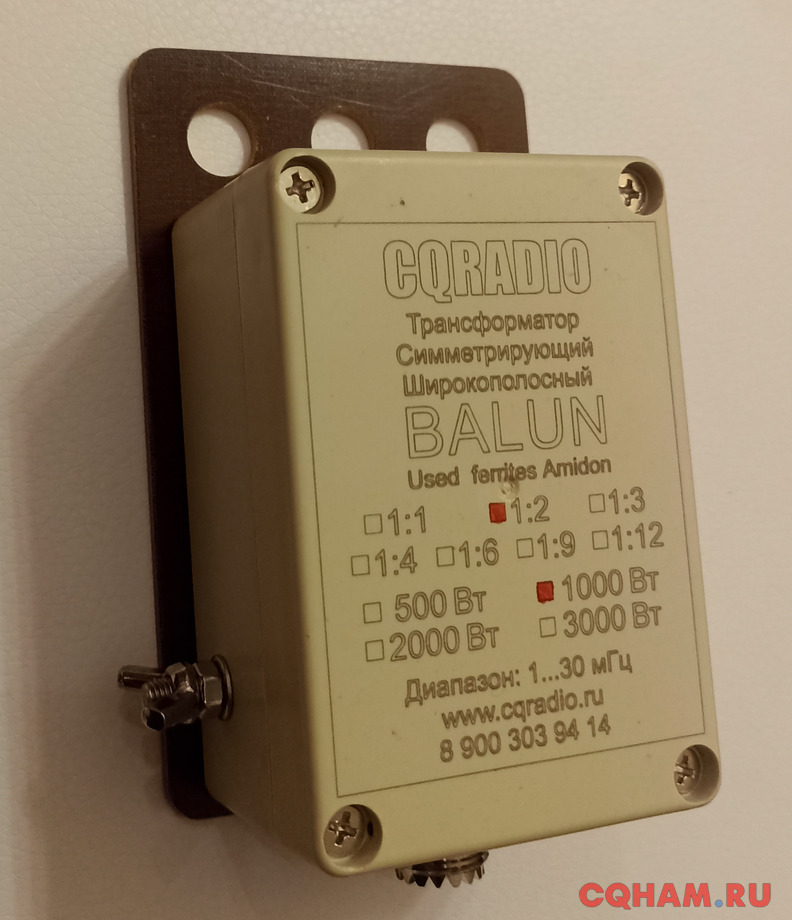 CQRADIO
Трансформатор
Симметрирующий
Широкополосный
BALUN
Used ferrites Amidon
1:1 1:2 1:3
1:4 1:6 1:9 1:12
500 Вт 1000 Вт
2000 Вт 3000 Вт
Диапазон: 1...30 мГц
www.cqradio.ru
8 900 303 94 14
CQHAM.RU